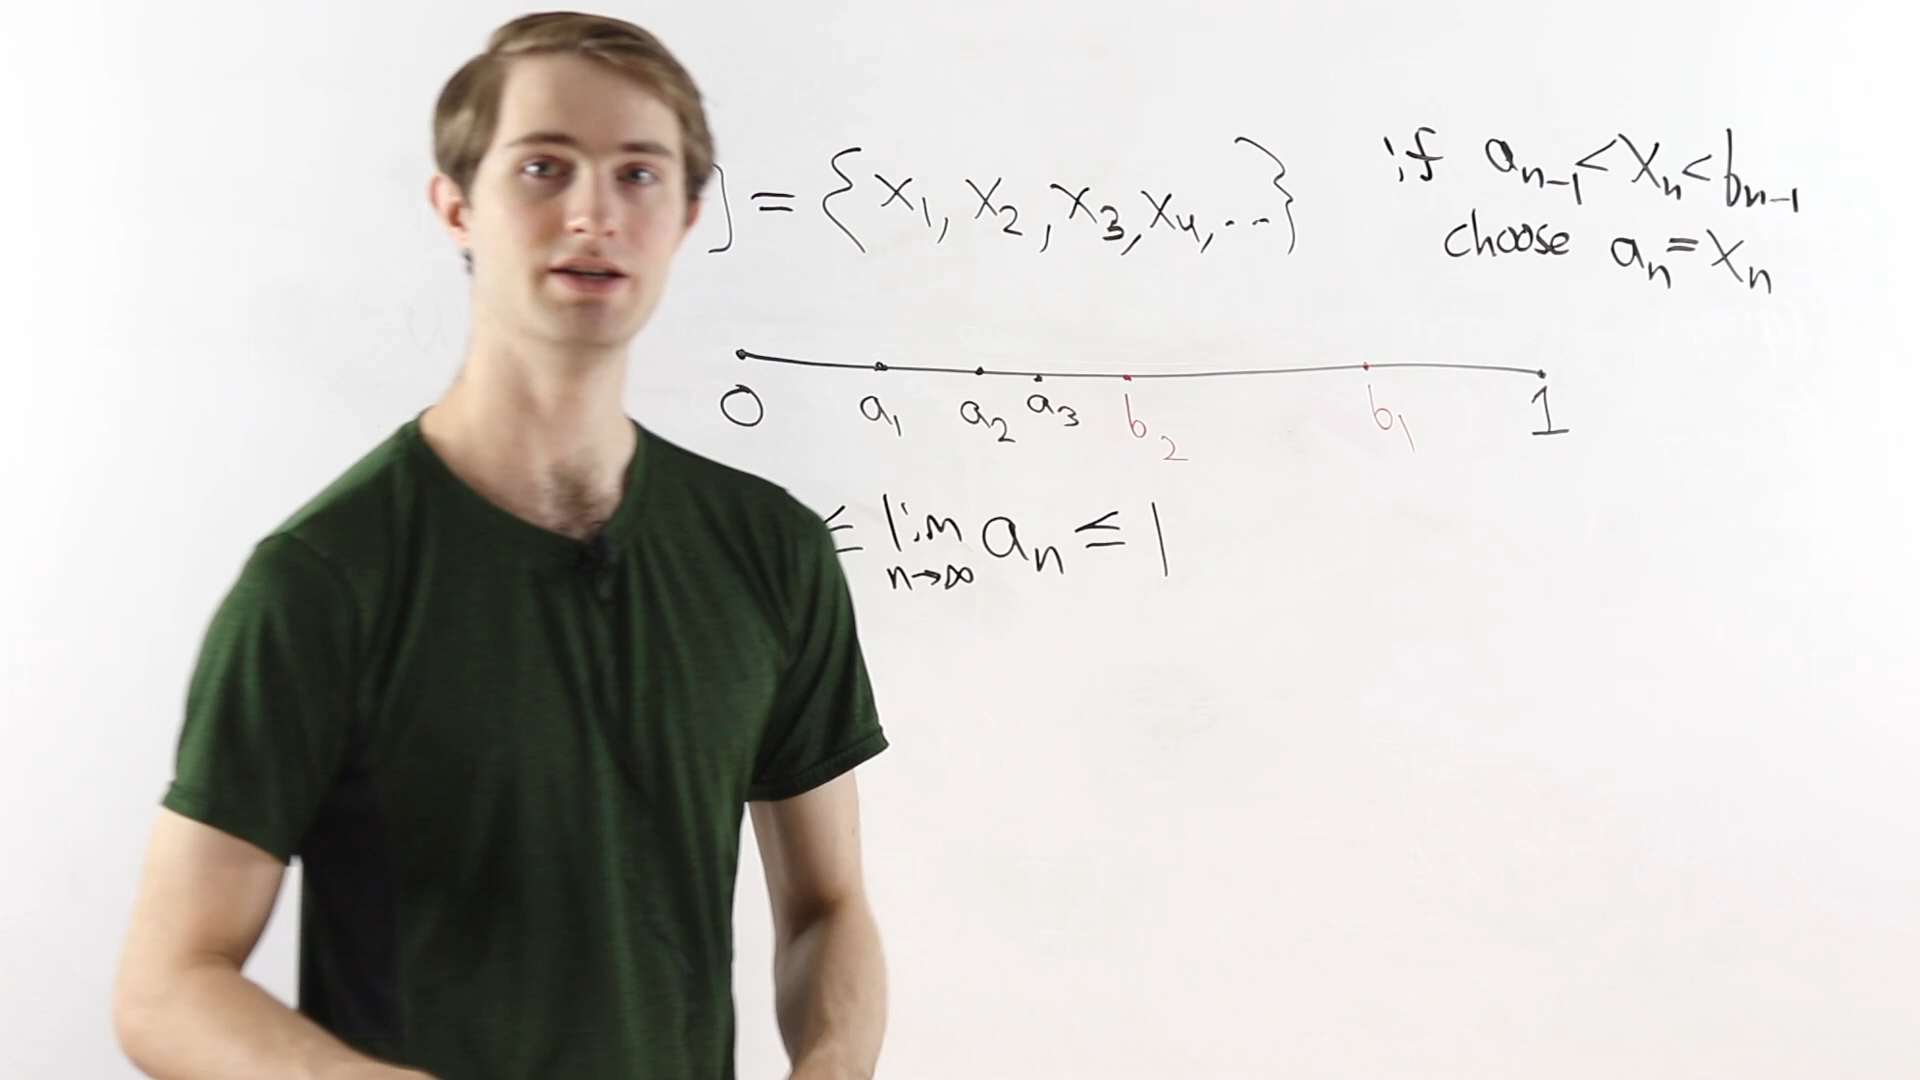 ] = {x₁, x₂, x₃, x₄, ...}
if aₙ₋₁ < xₙ < bₙ₋₁
choose aₙ = xₙ
0 a₁ a₂ a₃ b₂ b₁ 1
≤ lim aₙ ≤ 1
n→∞